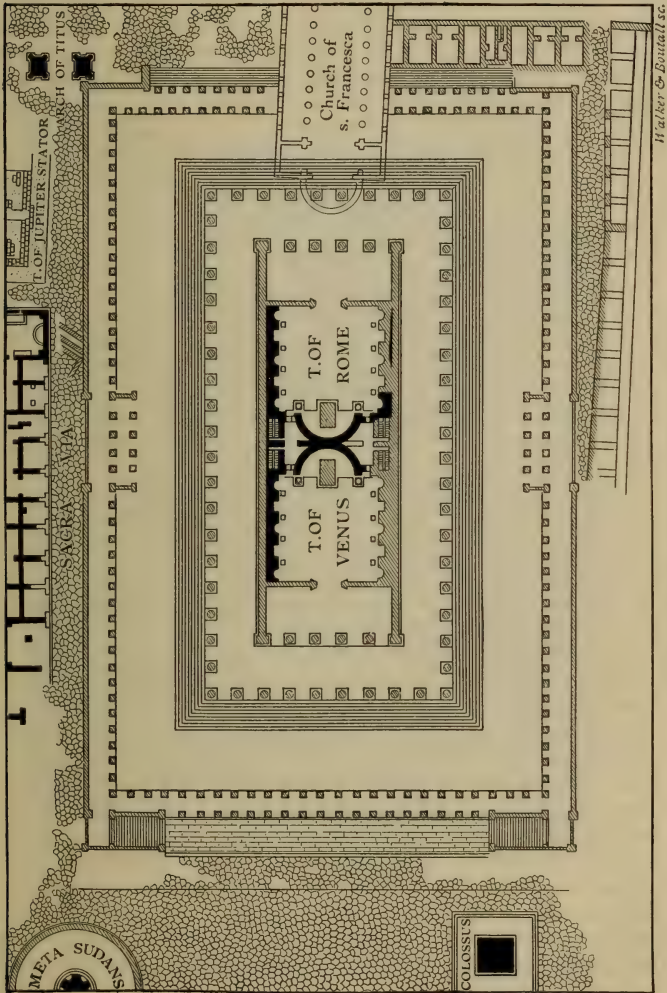 ARCH OF TITUS
T. OF JUPITER STATOR
Church of
s. Francesca
SACRA VIA
T. OF
ROME
T. OF
VENUS
META SUDANS
COLOSSUS
Walker & Boutall sc.